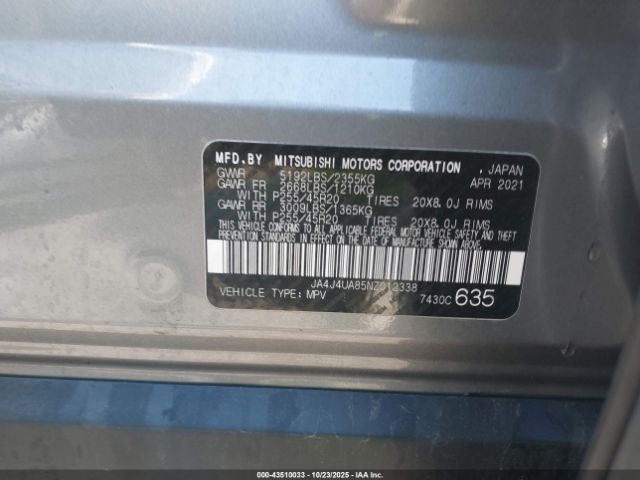 MFD.BY MITSUBISHI MOTORS CORPORATION , JAPAN
GVWR 5192LBS/2355KG APR 2021
GAWR FR 2668LBS/1210KG
WITH P255/45R20 TIRES 20X8.0J RIMS
GAWR RR 3009LBS/1365KG
WITH P255/45R20 TIRES 20X8.0J RIMS
THIS VEHICLE CONFORMS TO ALL APPLICABLE FEDERAL MOTOR VEHICLE SAFETY AND THEFT
PREVENTION STANDARDS IN EFFECT ON THE DATE OF MANUFACTURE SHOWN ABOVE.
JA4J4UA85NZ012338
VEHICLE TYPE: MPV 7430C 635
000-43510033 - 10/23/2025 - IAAI.com